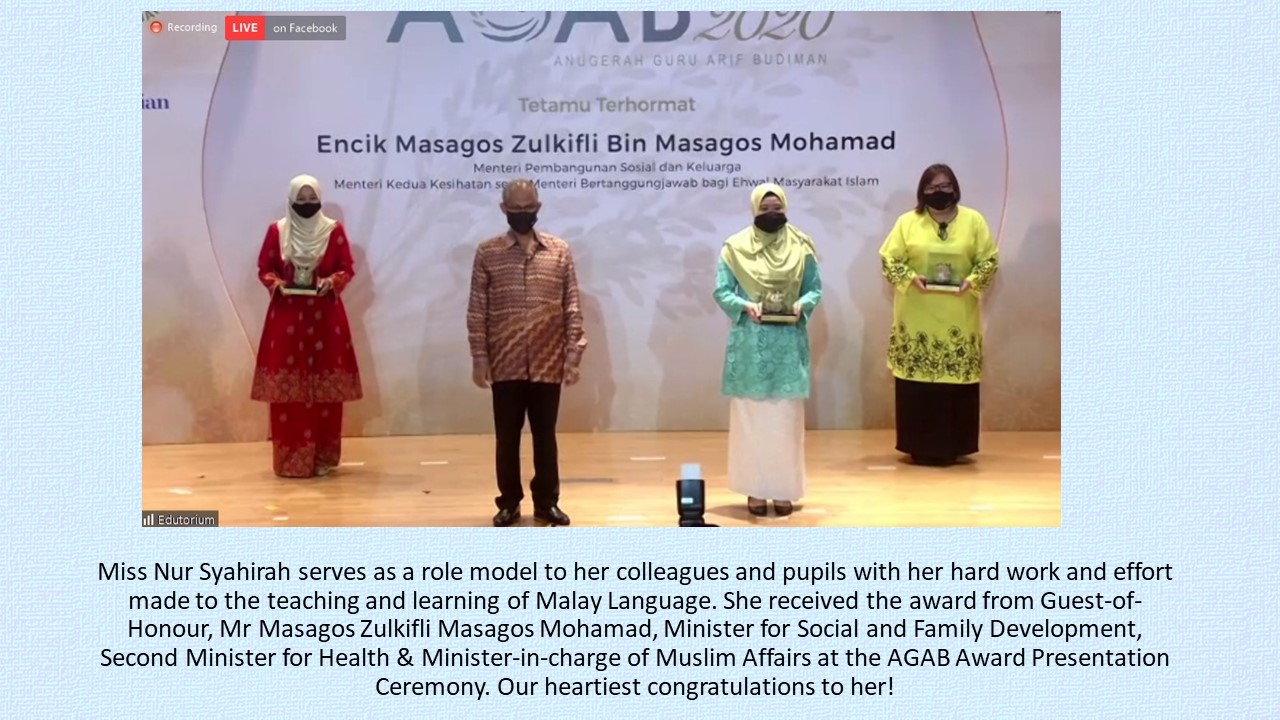 Recording
LIVE on Facebook
AGAB 2020
ANUGERAH GURU ARIF BUDIMAN
ian
Tetamu Terhormat
Encik Masagos Zulkifli Bin Masagos Mohamad
Menteri Pembangunan Sosial dan Keluarga
Menteri Kedua Kesihatan Menteri Bertanggungjawab bagi Ehwal Masyarakat Islam
Edutorium
Miss Nur Syahirah serves as a role model to her colleagues and pupils with her hard work and effort
made to the teaching and learning of Malay Language. She received the award from Guest-of-
Honour, Mr Masagos Zulkifli Masagos Mohamad, Minister for Social and Family Development,
Second Minister for Health & Minister-in-charge of Muslim Affairs at the AGAB Award Presentation
Ceremony. Our heartiest congratulations to her!